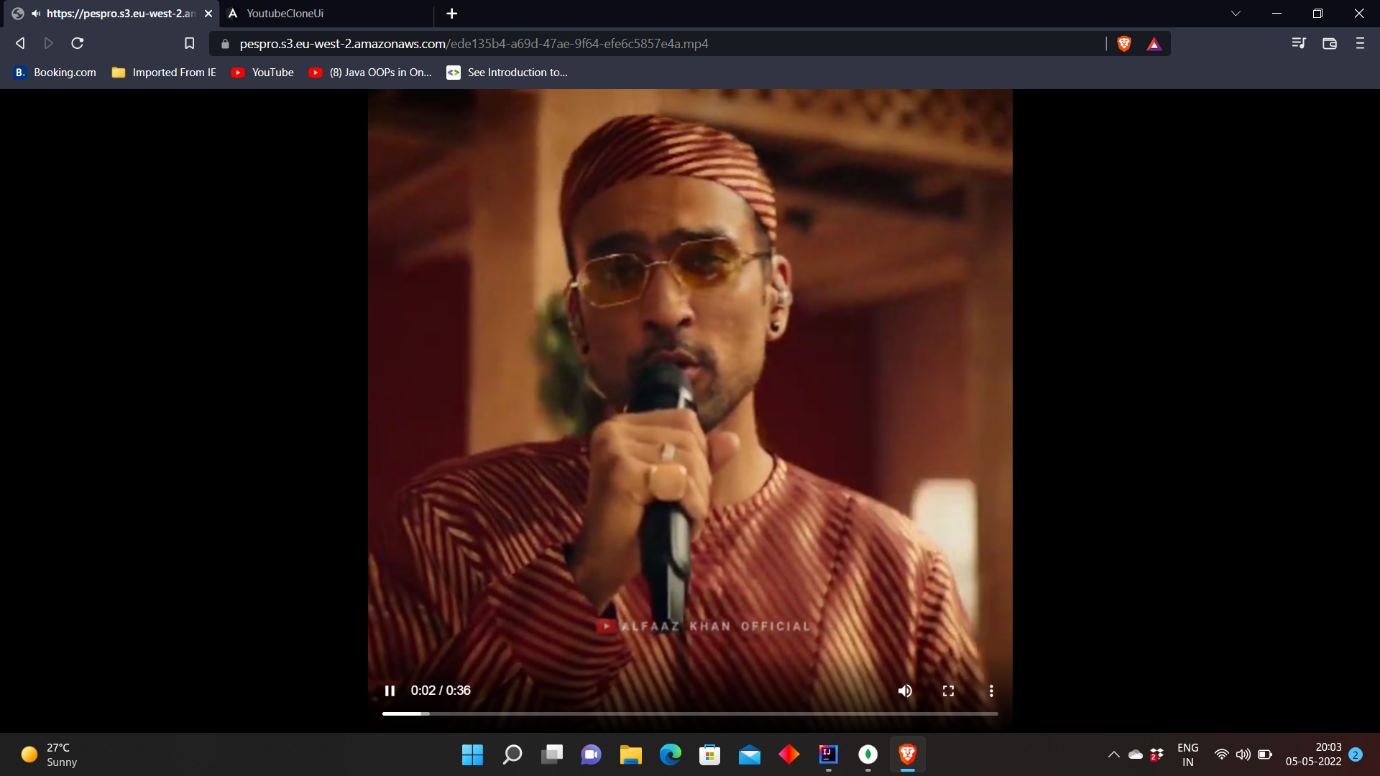 https://pespro.s3.eu-west-2.an
YoutubeCloneUi
pespro.s3.eu-west-2.amazonaws.com/ede135b4-a69d-47ae-9f64-efe6c5857e4a.mp4
B. Booking.com
Imported From IE
YouTube
(8) Java OOPs in On...
See Introduction to...
ALFAAZ KHAN OFFICIAL
0:02 / 0:36
27°C
Sunny
ENG
IN
20:03
05-05-2022
2